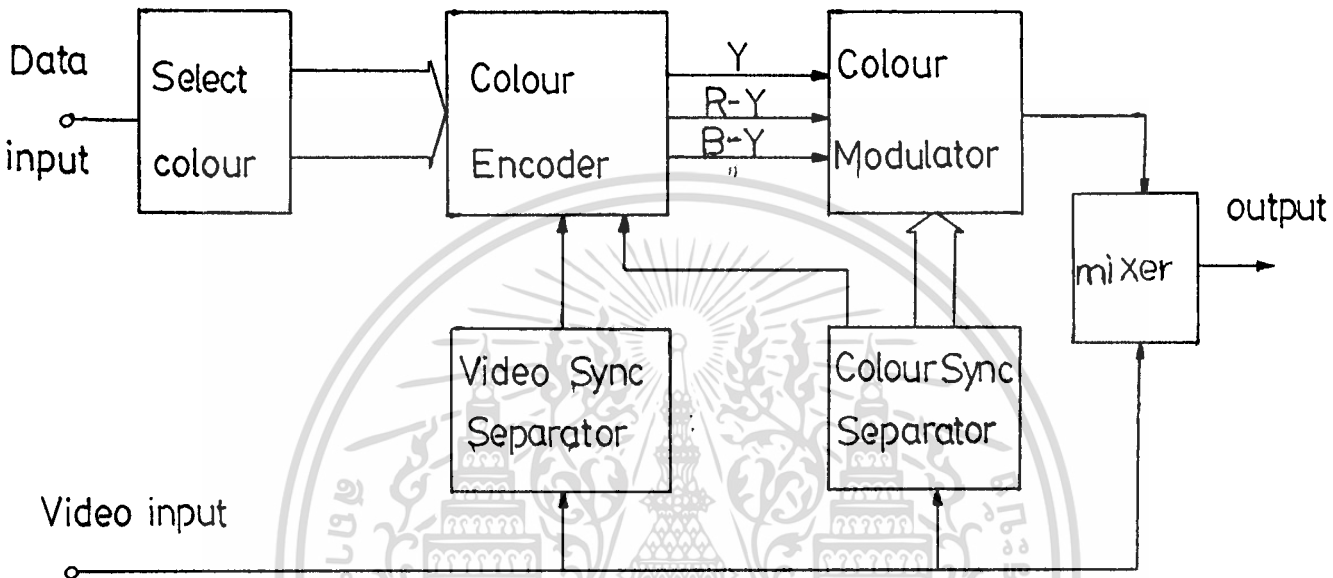 Data
input
Select
colour
Colour
Encoder
Y
R-Y
B-Y
Colour
Modulator
mixer
output
Video Sync
Separator
Colour Sync
Separator
Video input